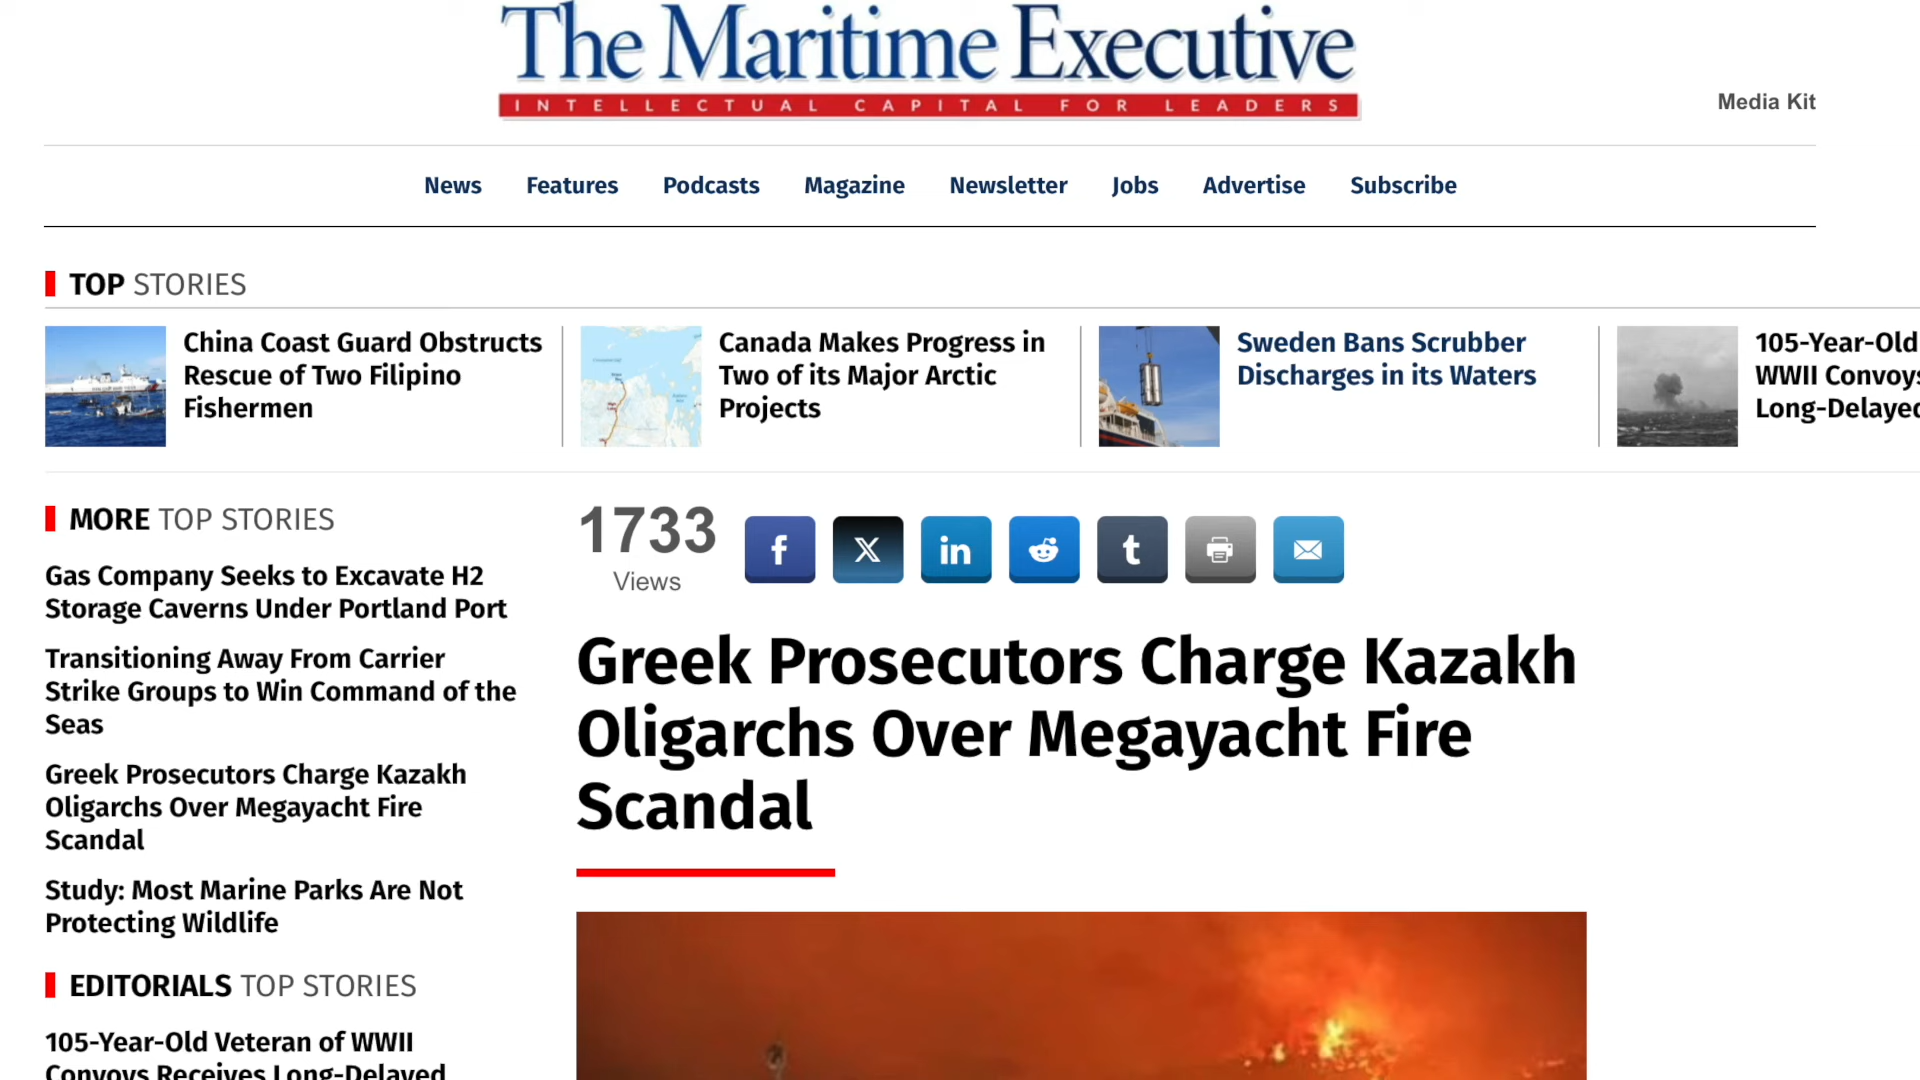 The Maritime Executive
INTELLECTUAL CAPITAL FOR LEADERS
Media Kit
News Features Podcasts Magazine Newsletter Jobs Advertise Subscribe
TOP STORIES
China Coast Guard Obstructs
Rescue of Two Filipino
Fishermen
Canada Makes Progress in
Two of its Major Arctic
Projects
Sweden Bans Scrubber
Discharges in its Waters
105-Year-Old
WWII Convoys
Long-Delayed
MORE TOP STORIES
Gas Company Seeks to Excavate H2
Storage Caverns Under Portland Port
Transitioning Away From Carrier
Strike Groups to Win Command of the
Seas
Greek Prosecutors Charge Kazakh
Oligarchs Over Megayacht Fire
Scandal
Study: Most Marine Parks Are Not
Protecting Wildlife
EDITORIALS TOP STORIES
105-Year-Old Veteran of WWII
Convoys Receives Long-Delayed
1733
Views
Greek Prosecutors Charge Kazakh
Oligarchs Over Megayacht Fire
Scandal